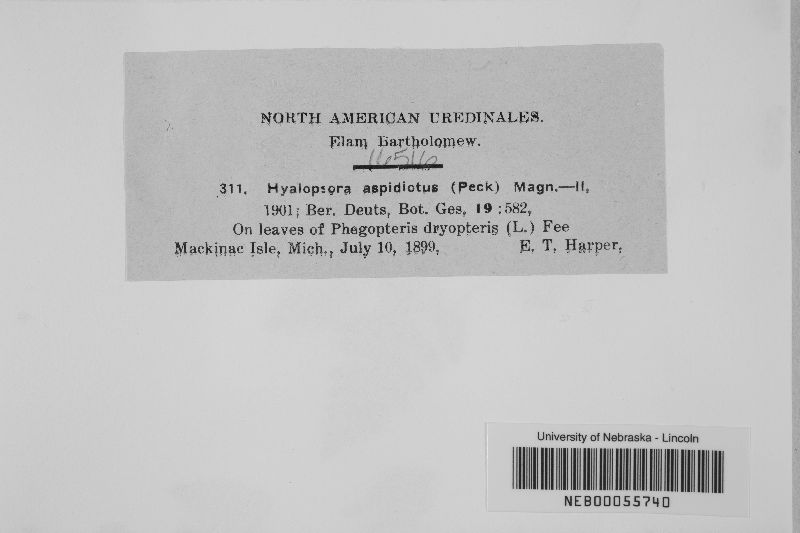 NORTH AMERICAN UREDINALES.
Elam Bartholomew.
16516
311. Hyalopsora aspidiotus (Peck) Magn.—II,
1901; Ber. Deuts, Bot. Ges, 19 : 582,
On leaves of Phegopteris dryopteris (L.) Fee
Mackinac Isle, Mich., July 10, 1899, E. T. Harper,
University of Nebraska - Lincoln
NEB00055740